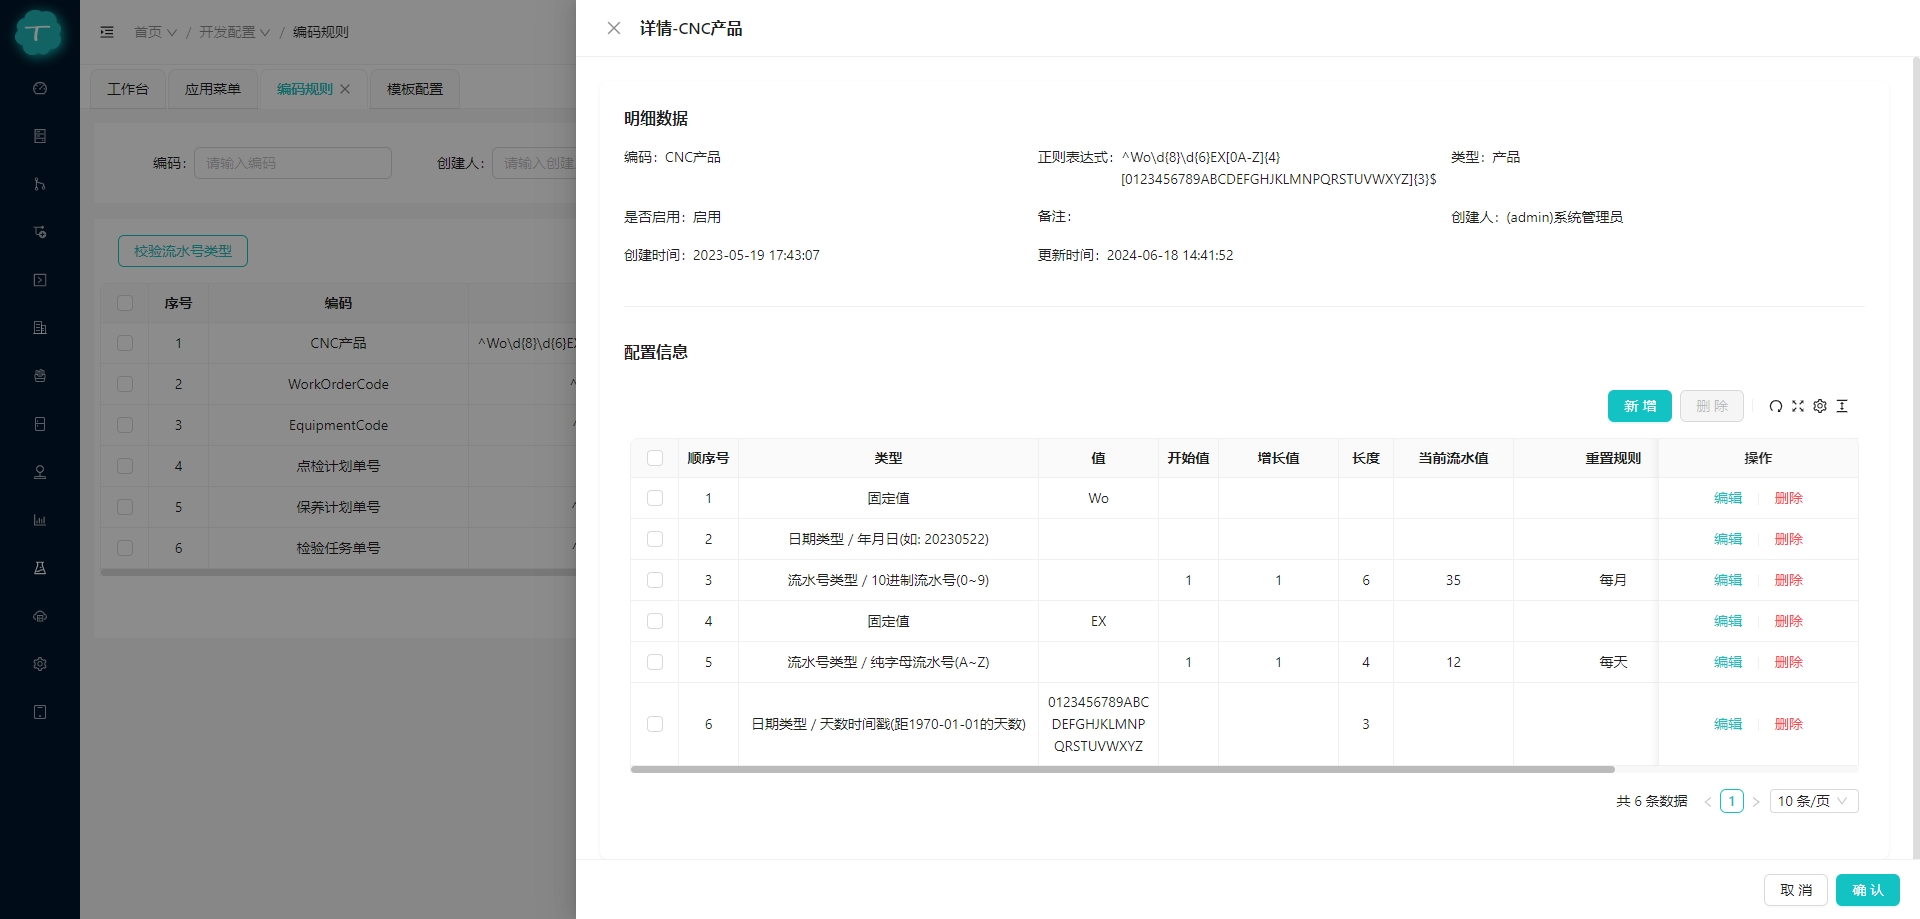 T
首页 / 开发配置 / 编码规则
工作台
应用菜单
编码规则
模板配置
编码: 请输入编码
创建人: 请输入创建
校验流水号类型
序号 编码
1 CNC产品 ^Wo\d{8}\d{6}EX
2 WorkOrderCode ^
3 EquipmentCode ^
4 点检计划单号
5 保养计划单号 ^
6 检验任务单号 ^
详情-CNC产品
明细数据
编码: CNC产品
正则表达式: ^Wo\d{8}\d{6}EX[0A-Z]{4}
[0123456789ABCDEFGHJKLMNPQRSTUVWXYZ]{3}$
类型: 产品
是否启用: 启用
备注:
创建人: (admin)系统管理员
创建时间: 2023-05-19 17:43:07
更新时间: 2024-06-18 14:41:52
配置信息
新 增
删 除
顺序号 类型 值 开始值 增长值 长度 当前流水值 重置规则 操作
1 固定值 Wo 编辑 删除
2 日期类型 / 年月日(如: 20230522) 编辑 删除
3 流水号类型 / 10进制流水号(0~9) 1 1 6 35 每月 编辑 删除
4 固定值 EX 编辑 删除
5 流水号类型 / 纯字母流水号(A~Z) 1 1 4 12 每天 编辑 删除
0123456789ABC
6 日期类型 / 天数时间戳(距1970-01-01的天数) DEFGHJKLMNP 3 编辑 删除
QRSTUVWXYZ
共 6 条数据 < 1 > 10 条/页
取 消
确 认